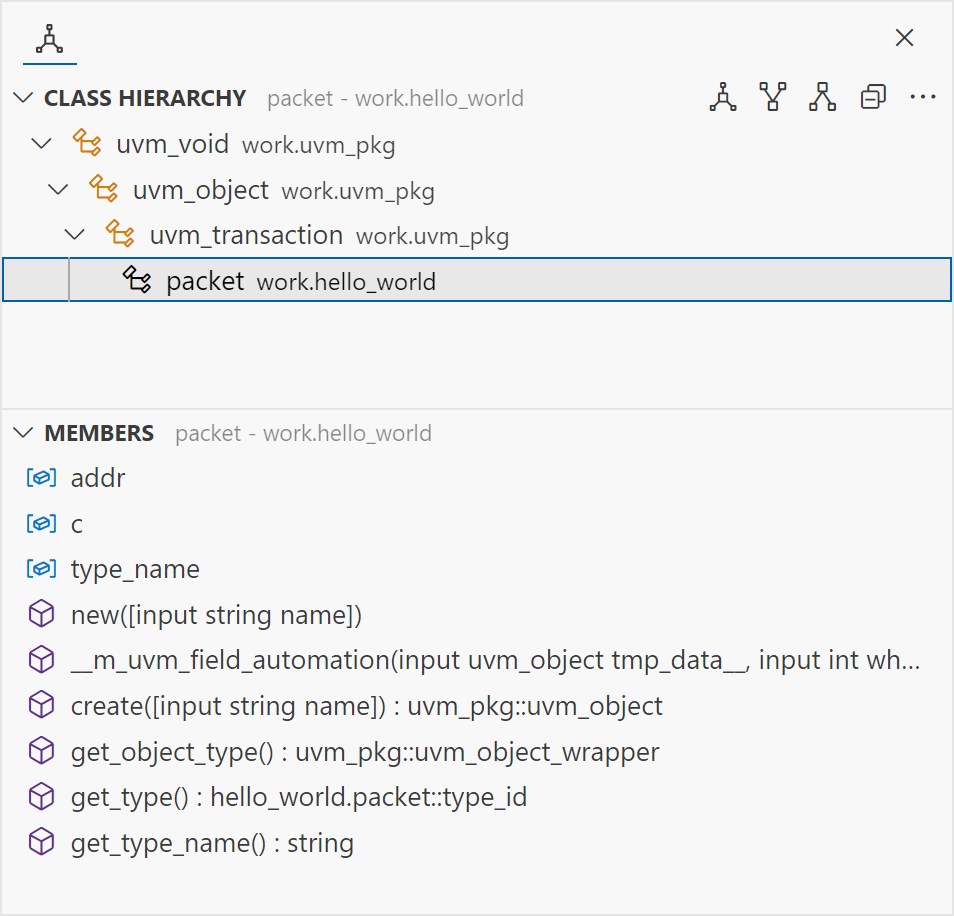 CLASS HIERARCHY packet - work.hello_world
uvm_void work.uvm_pkg
uvm_object work.uvm_pkg
uvm_transaction work.uvm_pkg
packet work.hello_world
MEMBERS packet - work.hello_world
addr
c
type_name
new([input string name])
__m_uvm_field_automation(input uvm_object tmp_data__, input int wh...
create([input string name]) : uvm_pkg::uvm_object
get_object_type() : uvm_pkg::uvm_object_wrapper
get_type() : hello_world.packet::type_id
get_type_name() : string